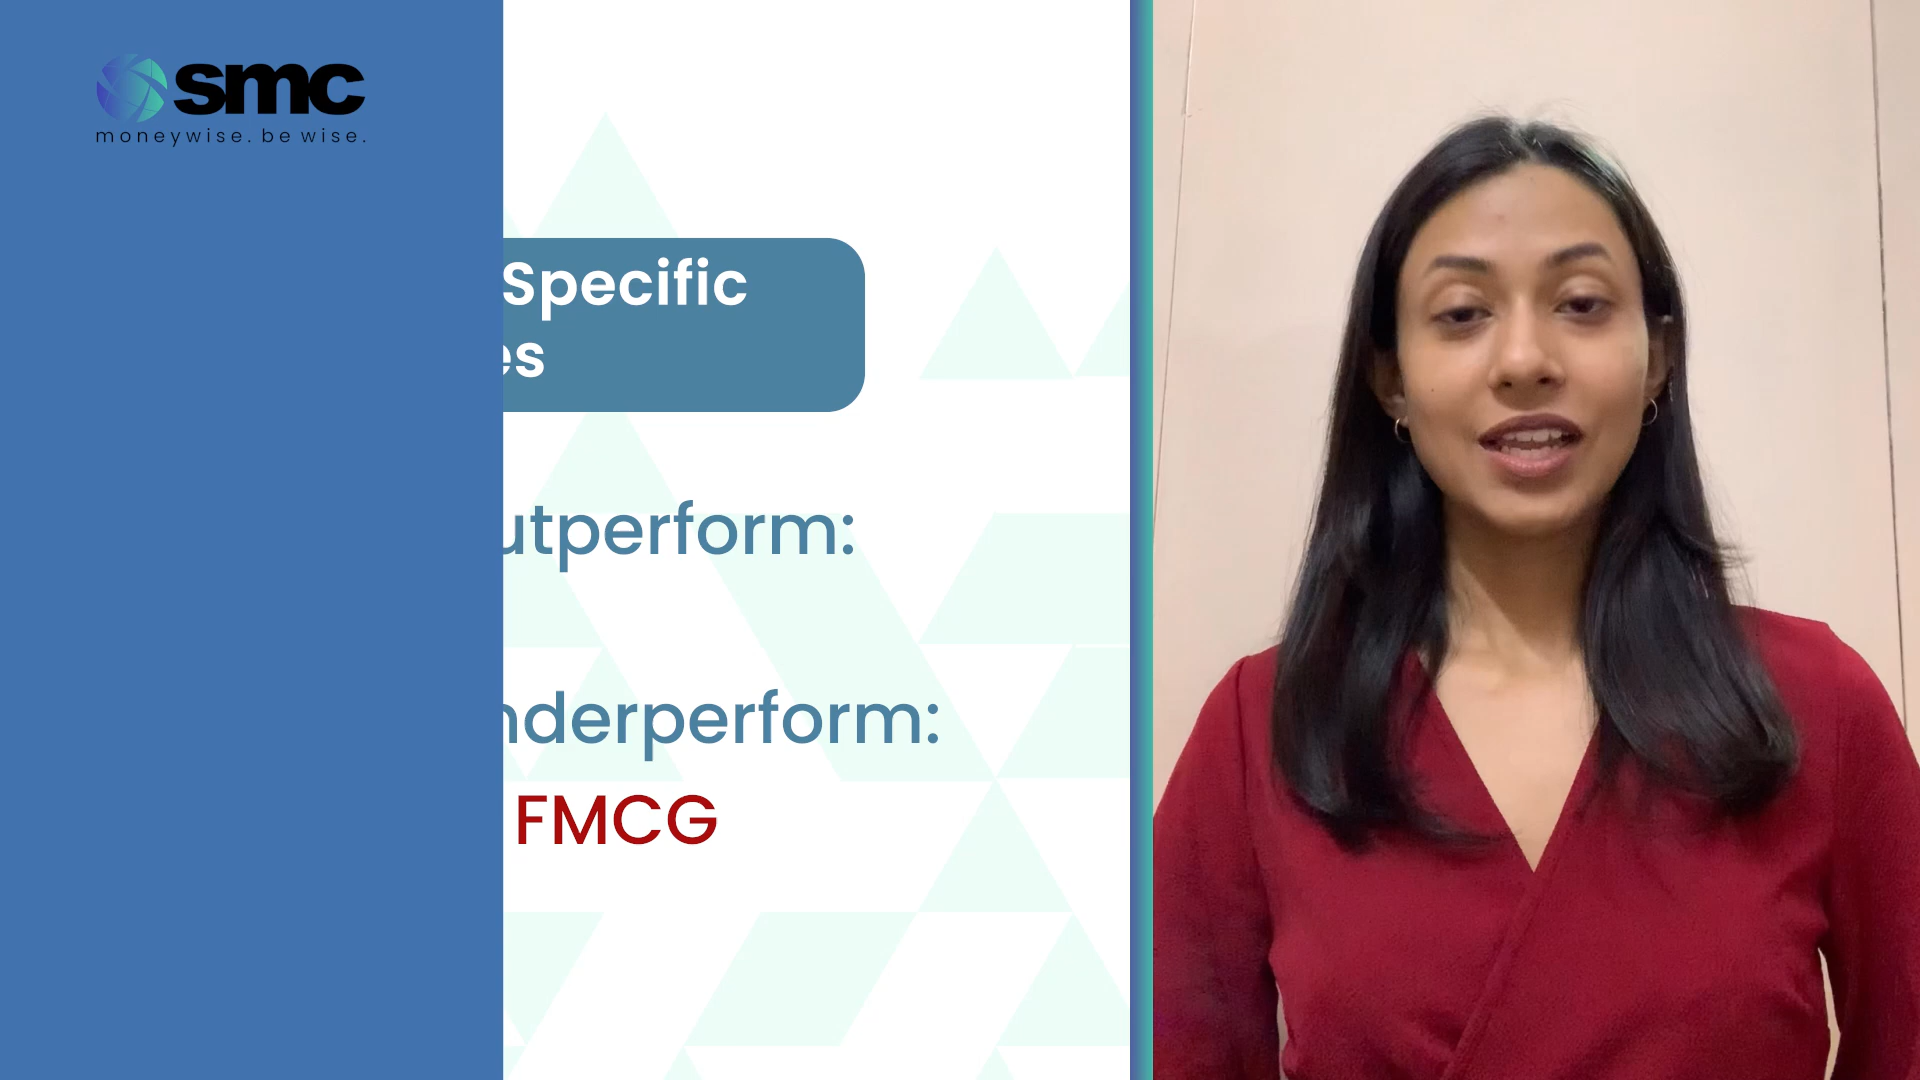 smc
moneywise. be wise.
Specific
es
utperform:
nderperform:
FMCG